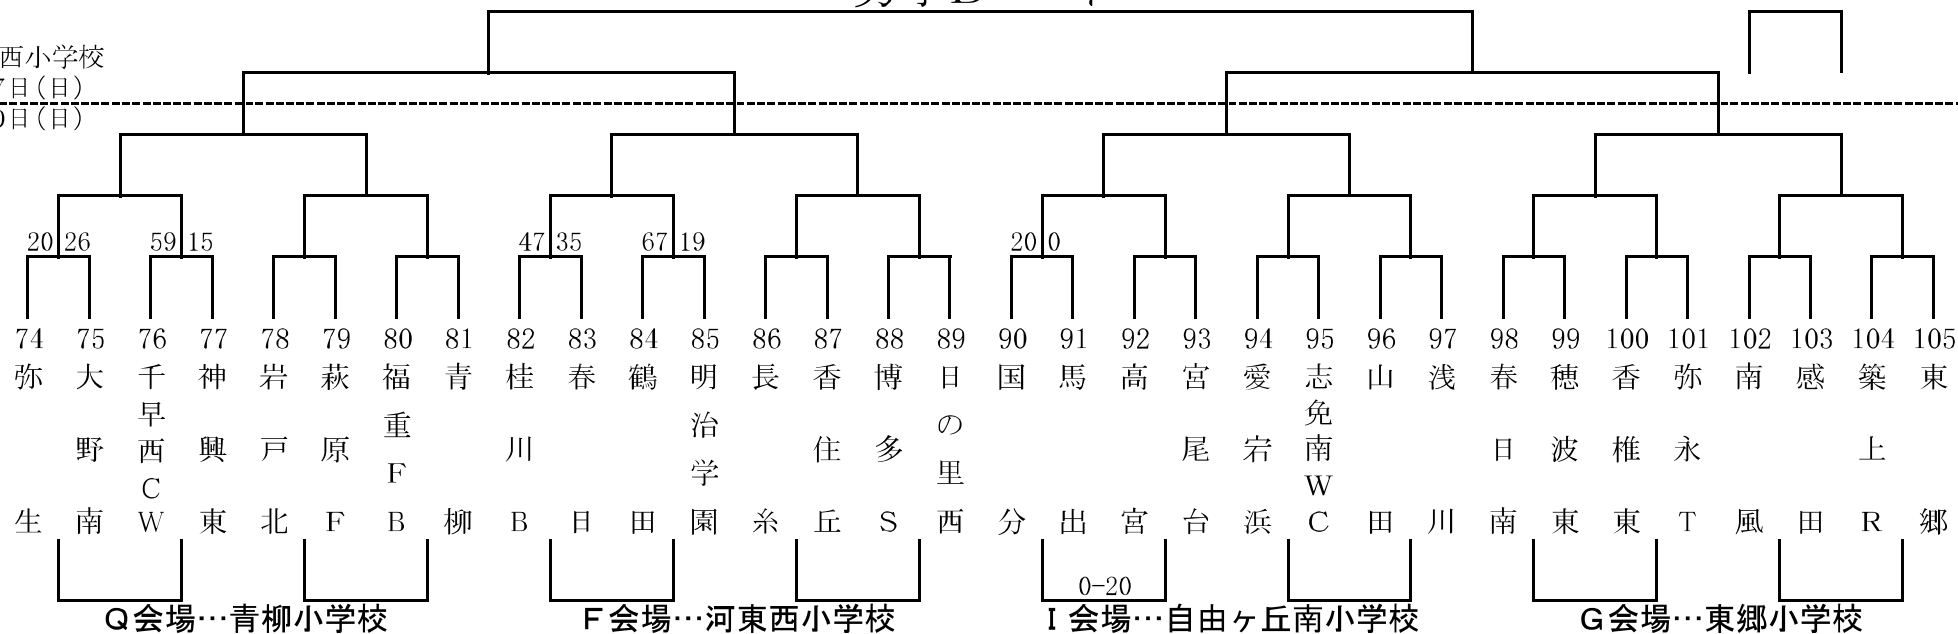 西小学校
7日(日)
0日(日)
20 26
59 15
47 35
67 19
20 0
74 75 76 77 78 79 80 81 82 83 84 85 86 87 88 89 90 91 92 93 94 95 96 97 98 99 100 101 102 103 104 105
弥生
大野南
千早西CW
神興東
岩戸北
萩原F
福重FB
青柳
桂川B
春日
鶴田
明治学園
長糸
香住丘
博多S
日の里西
国分
馬出
高宮
宮尾台
愛宕浜
志免南WC
山田
浅川
春日南
穂波東
香椎東
弥永T
南風
感田
築上R
東郷
0-20
Q会場…青柳小学校
F会場…河東西小学校
I 会場…自由ヶ丘南小学校
G会場…東郷小学校